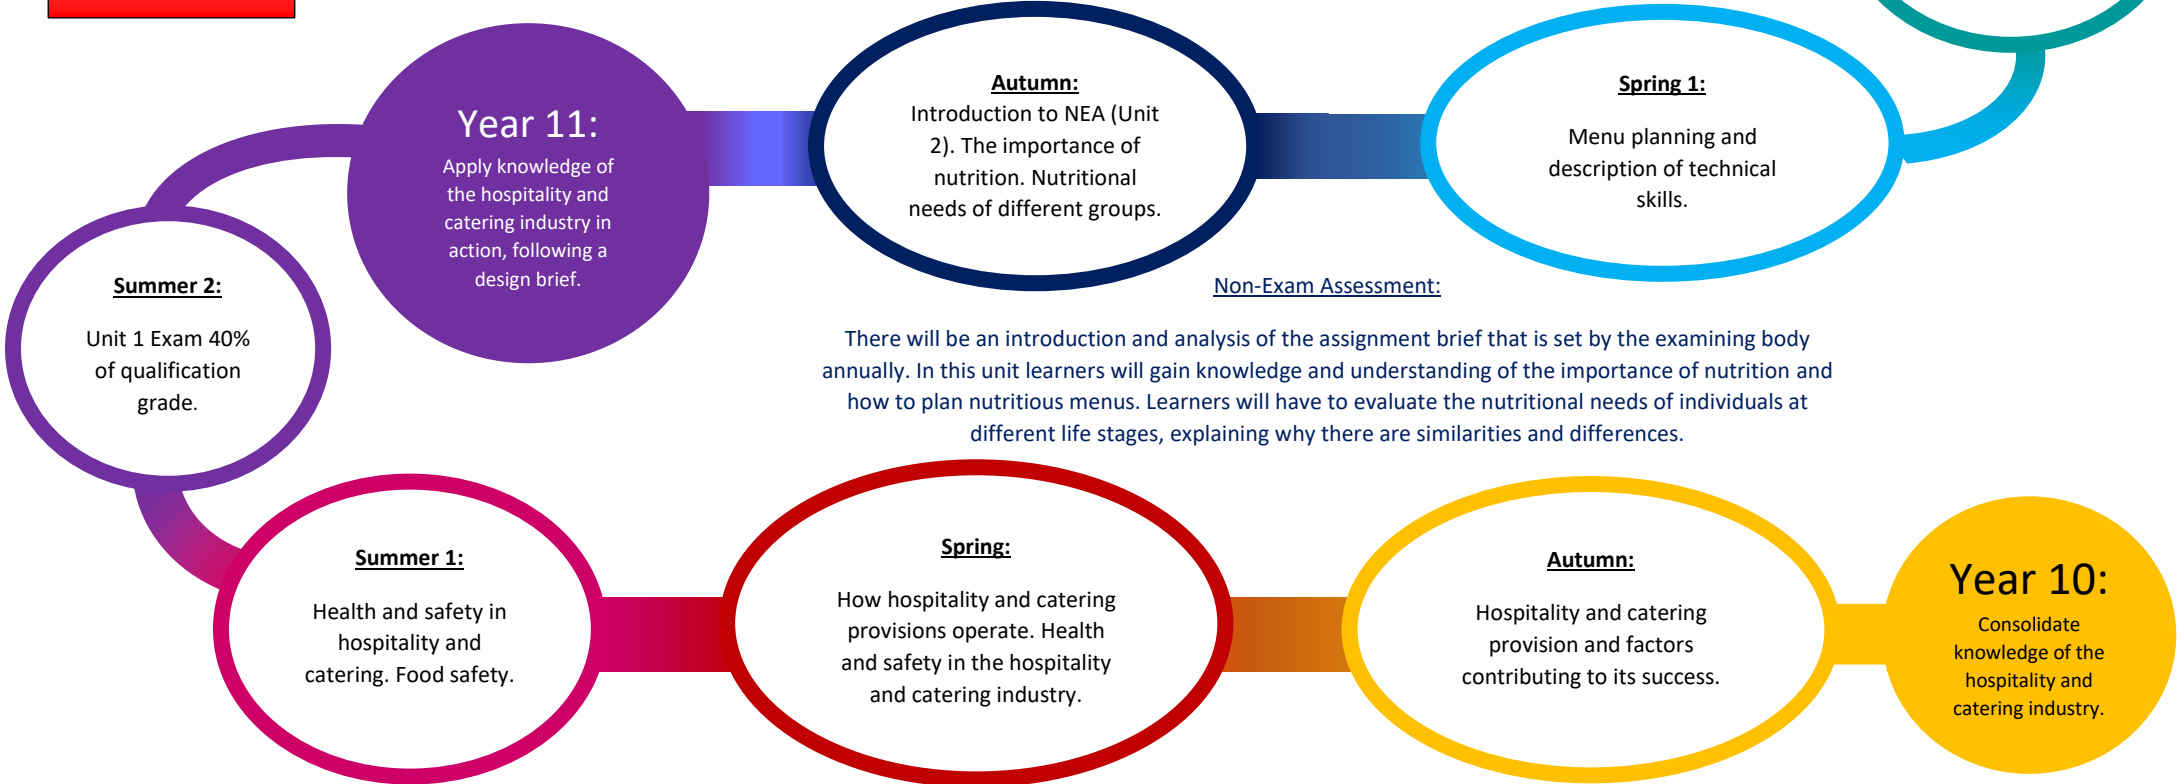 Year 11:
Apply knowledge of
the hospitality and
catering industry in
action, following a
design brief.
Autumn:
Introduction to NEA (Unit
2). The importance of
nutrition. Nutritional
needs of different groups.
Spring 1:
Menu planning and
description of technical
skills.
Summer 2:
Unit 1 Exam 40%
of qualification
grade.
Non-Exam Assessment:
There will be an introduction and analysis of the assignment brief that is set by the examining body
annually. In this unit learners will gain knowledge and understanding of the importance of nutrition and
how to plan nutritious menus. Learners will have to evaluate the nutritional needs of individuals at
different life stages, explaining why there are similarities and differences.
Summer 1:
Health and safety in
hospitality and
catering. Food safety.
Spring:
How hospitality and catering
provisions operate. Health
and safety in the hospitality
and catering industry.
Autumn:
Hospitality and catering
provision and factors
contributing to its success.
Year 10:
Consolidate
knowledge of the
hospitality and
catering industry.